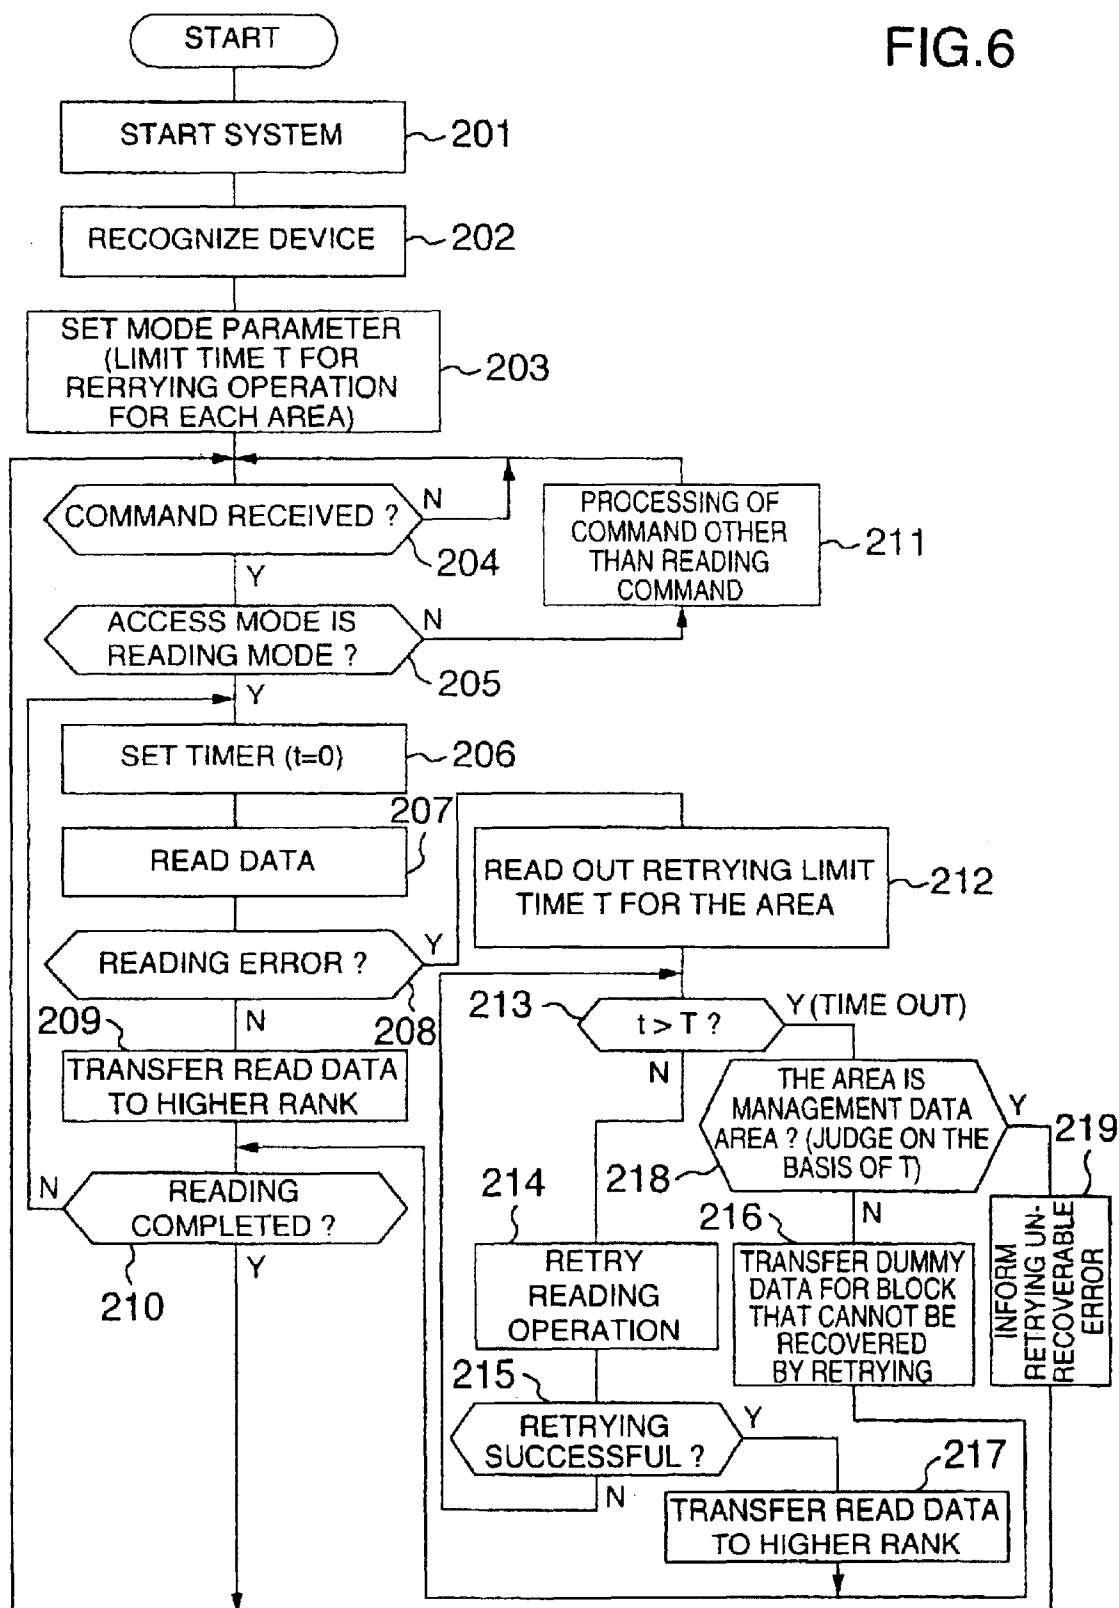 FIG.6
START
START SYSTEM
201
RECOGNIZE DEVICE
202
SET MODE PARAMETER
(LIMIT TIME T FOR
RERRYING OPERATION
FOR EACH AREA)
203
COMMAND RECEIVED ?
N
204
Y
PROCESSING OF
COMMAND OTHER
THAN READING
COMMAND
211
ACCESS MODE IS
READING MODE ?
N
205
Y
SET TIMER (t=0)
206
207
READ DATA
READING ERROR ?
Y
208
N
209
TRANSFER READ DATA
TO HIGHER RANK
READING
COMPLETED ?
N
Y
210
READ OUT RETRYING LIMIT
TIME T FOR THE AREA
212
213
t > T ?
Y (TIME OUT)
N
THE AREA IS
MANAGEMENT DATA
AREA ? (JUDGE ON THE
BASIS OF T)
Y
218
N
219
INFORM
RETRYING UN-
RECOVERABLE
ERROR
214
RETRY
READING
OPERATION
216
TRANSFER DUMMY
DATA FOR BLOCK
THAT CANNOT BE
RECOVERED
BY RETRYING
215
RETRYING
SUCCESSFUL ?
Y
N
217
TRANSFER READ DATA
TO HIGHER RANK